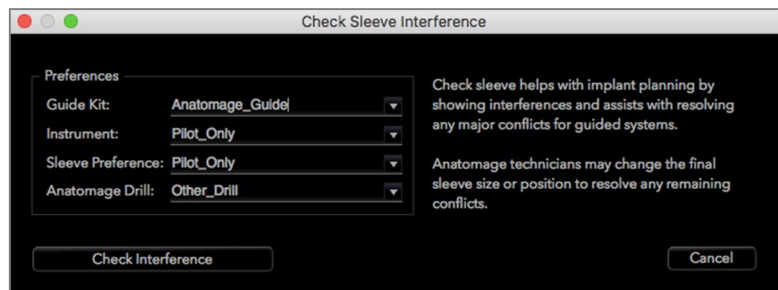 Check Sleeve Interference
Preferences
Guide Kit: Anatomage_Guide
Instrument: Pilot_Only
Sleeve Preference: Pilot_Only
Anatomage Drill: Other_Drill
Check sleeve helps with implant planning by
showing interferences and assists with resolving
any major conflicts for guided systems.
Anatomage technicians may change the final
sleeve size or position to resolve any remaining
conflicts.
Check Interference
Cancel